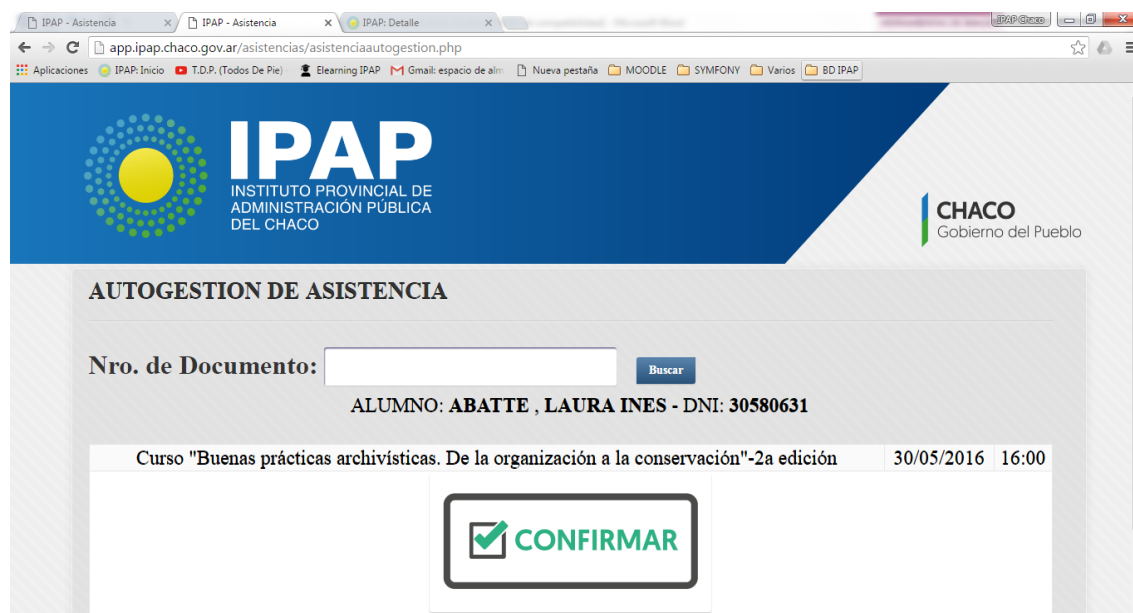 IPAP - Asistencia
IPAP - Asistencia
IPAP: Detalle
IPAP Chaco
app.ipap.chaco.gov.ar/asistencias/asistenciaautogestion.php
Aplicaciones IPAP: Inicio T.D.P. (Todos De Pie) Elearning IPAP Gmail: espacio de alm Nueva pestaña MOODLE SYMFONY Varios BD IPAP
IPAP
INSTITUTO PROVINCIAL DE
ADMINISTRACIÓN PÚBLICA
DEL CHACO
CHACO
Gobierno del Pueblo
AUTOGESTION DE ASISTENCIA
Nro. de Documento: Buscar
ALUMNO: ABATTE , LAURA INES - DNI: 30580631
Curso "Buenas prácticas archivísticas. De la organización a la conservación"-2a edición 30/05/2016 16:00
CONFIRMAR